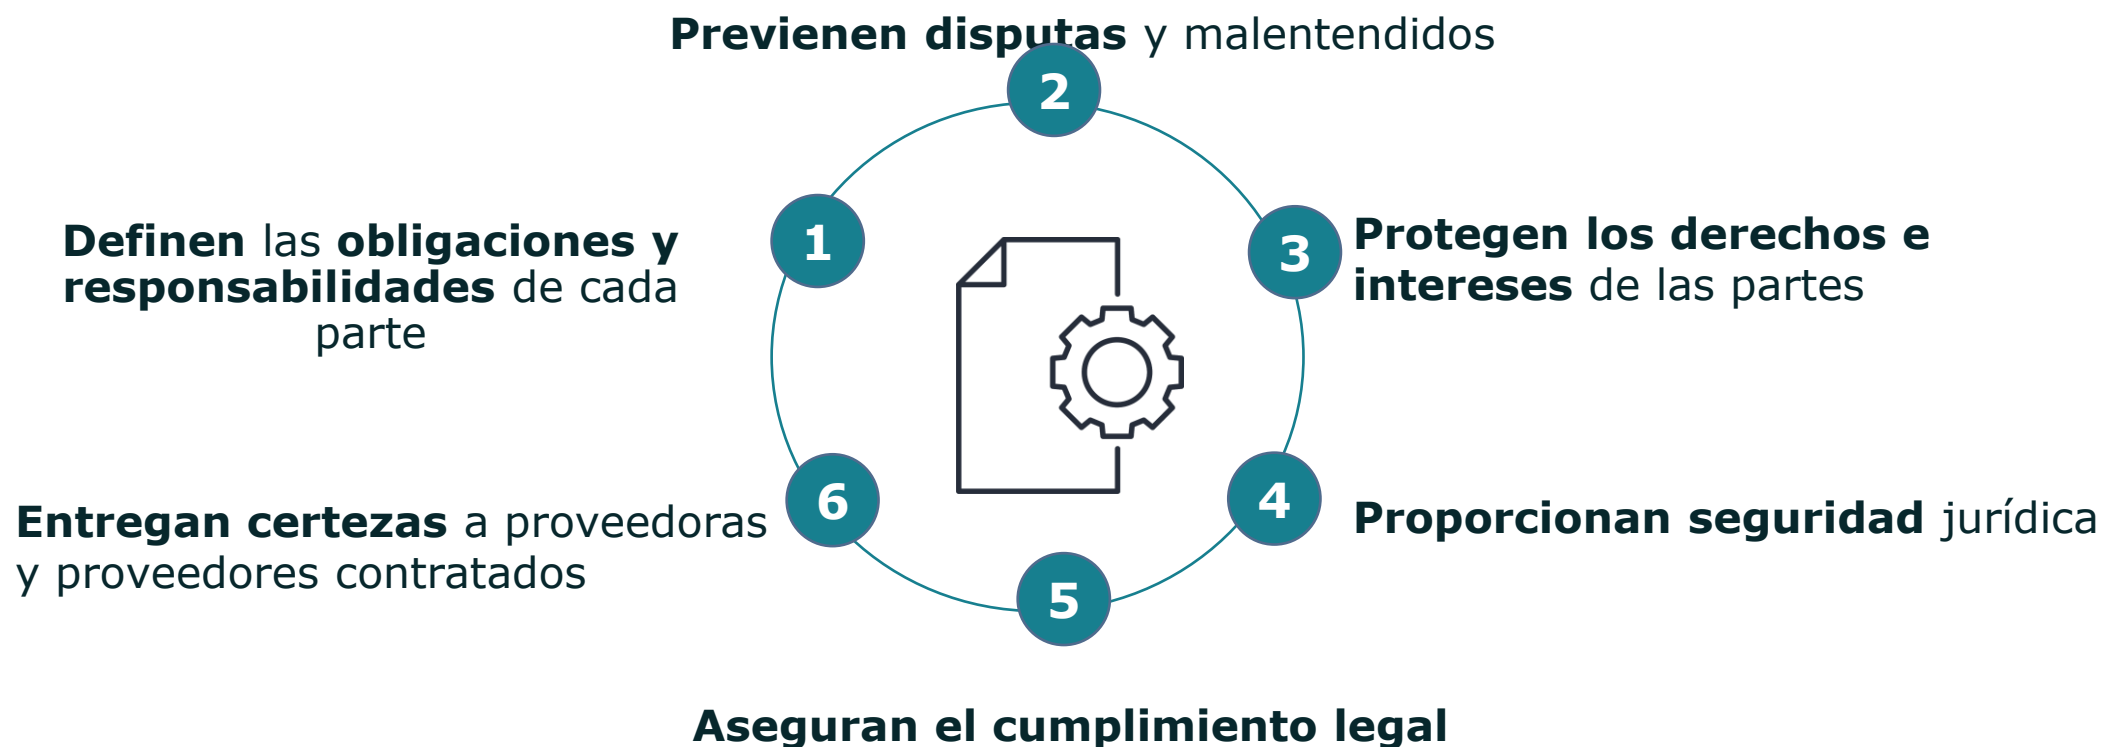 Previenen disputas y malentendidos
2
1
Definen las obligaciones y
responsabilidades de cada
parte
3
Protegen los derechos e
intereses de las partes
6
Entregan certezas a proveedoras
y proveedores contratados
4
Proporcionan seguridad jurídica
5
Aseguran el cumplimiento legal